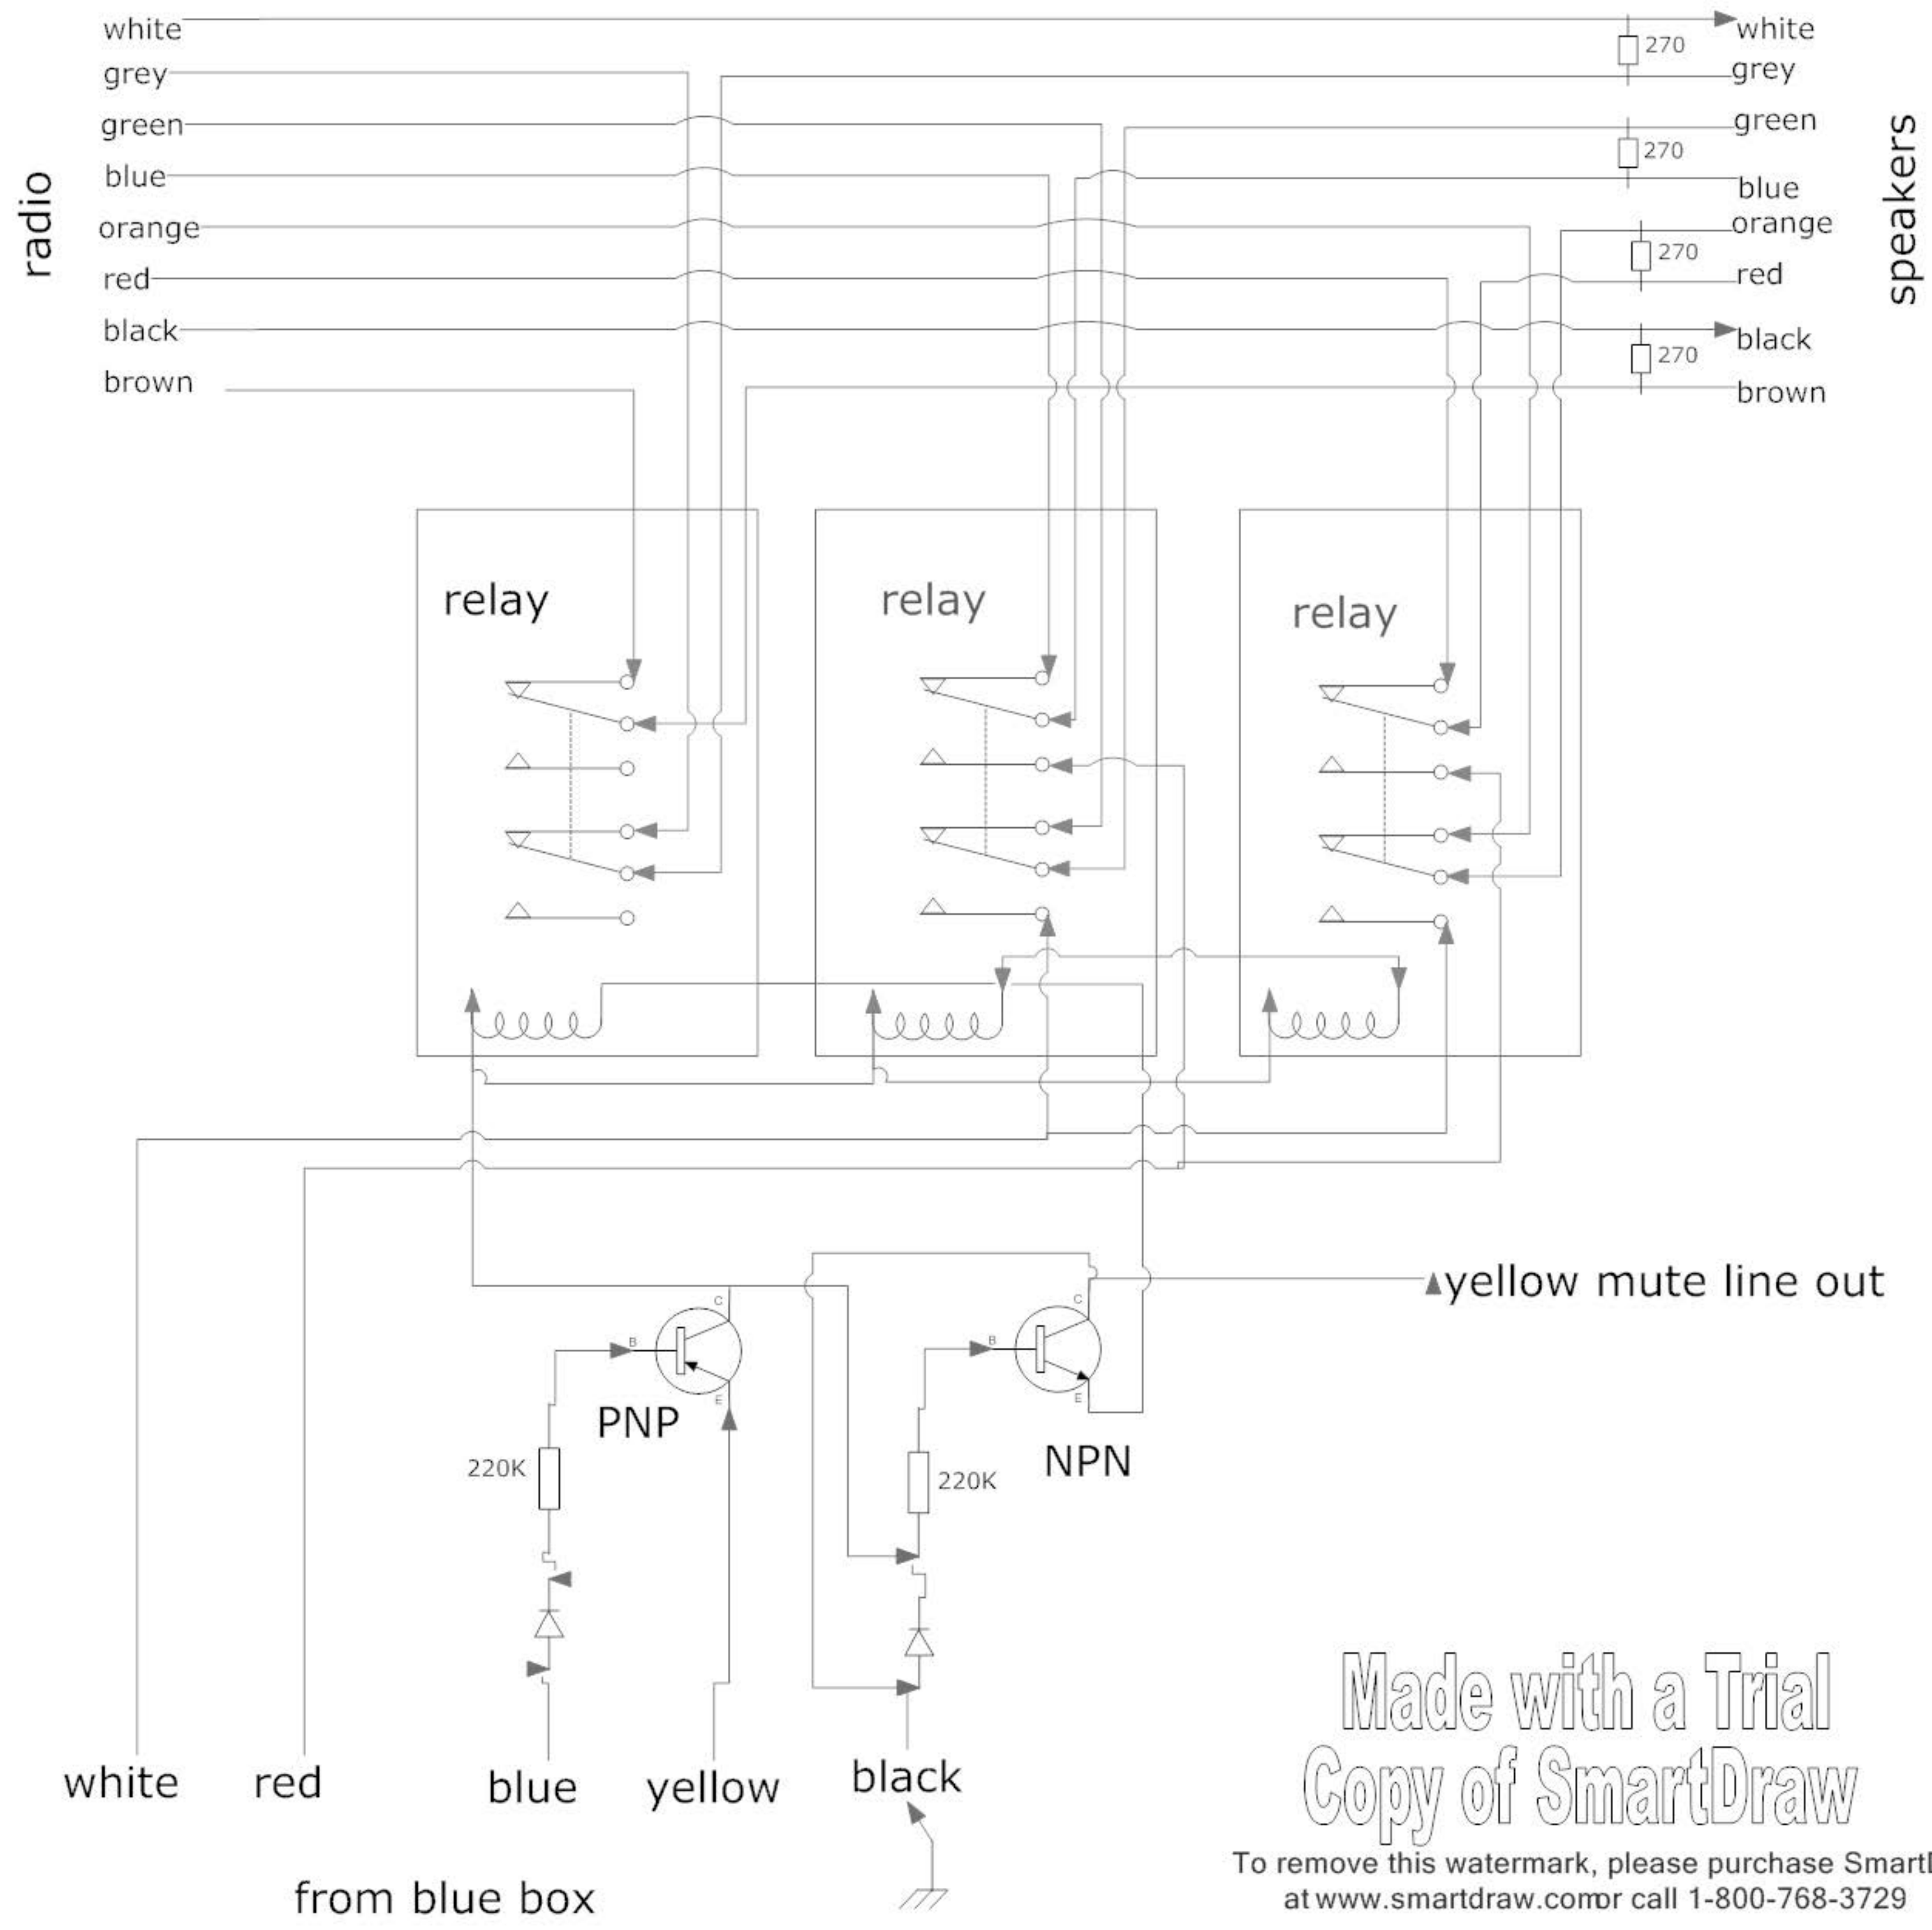 white
grey
green
blue
orange
red
black
brown
radio
white
270
grey
green
270
blue
orange
270
red
black
270
brown
speakers
relay
relay
relay
yellow mute line out
C
B
E
PNP
C
B
E
NPN
220K
220K
white
red
blue
yellow
black
from blue box
Made with a Trial
Copy of SmartDraw
To remove this watermark, please purchase Smart
at www.smartdraw.com or call 1-800-768-3729